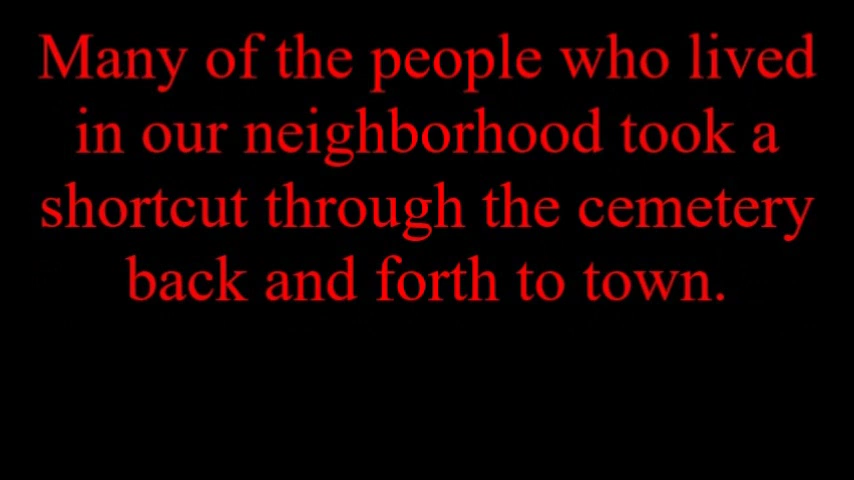 Many of the people who lived
in our neighborhood took a
shortcut through the cemetery
back and forth to town.